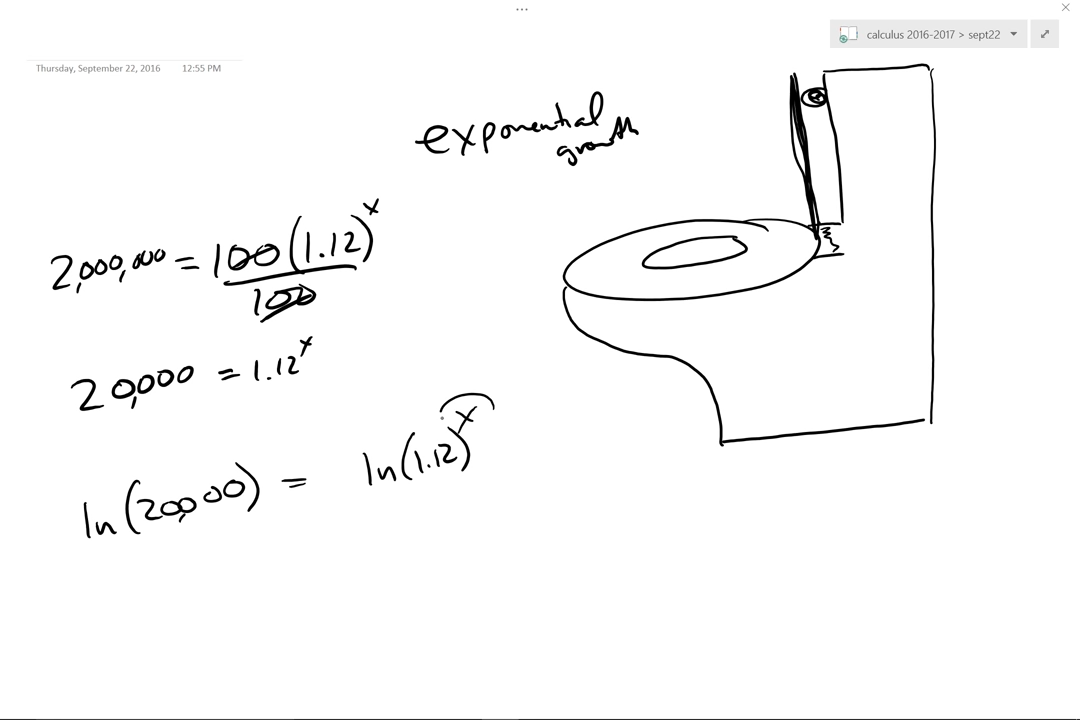 calculus 2016-2017 > sept22
Thursday, September 22, 2016 12:55 PM
exponential
growth
2,000,000 = 100(1.12)^x
100
20,000 = 1.12^x
ln(20,000) = ln(1.12)^x